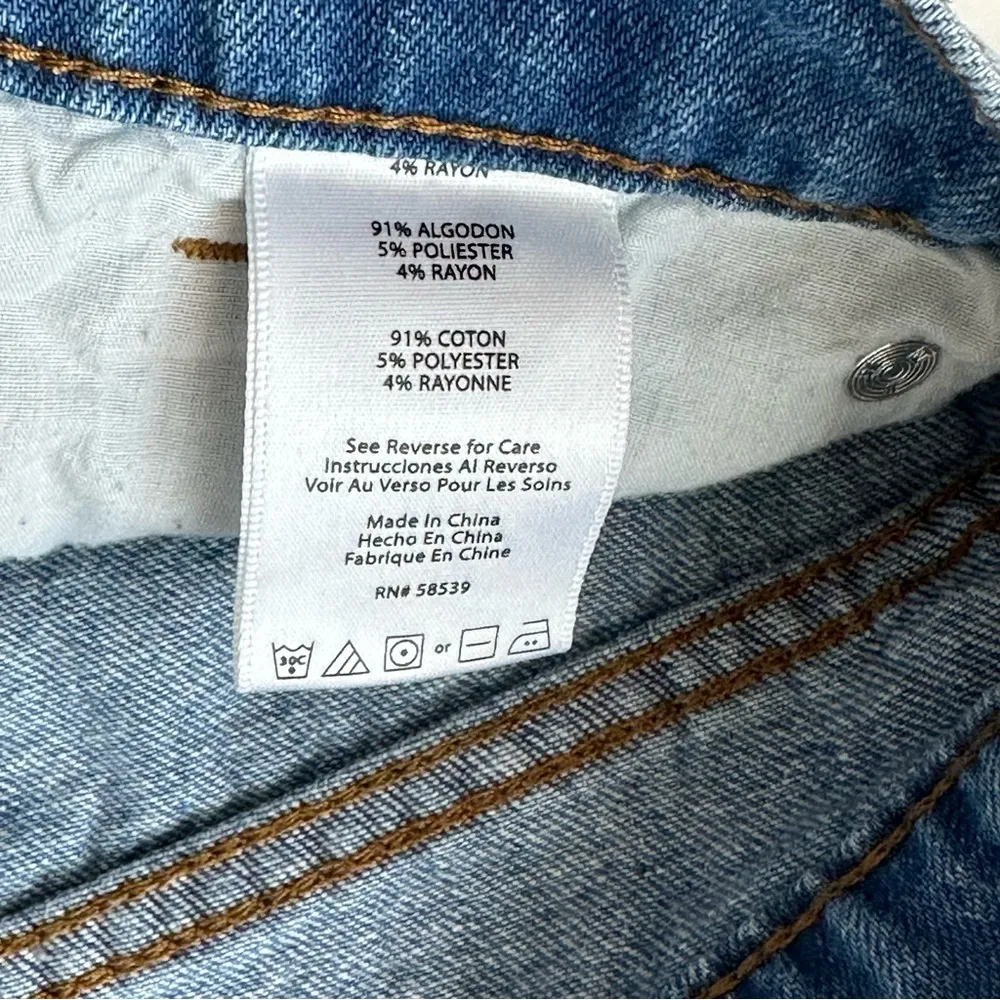 4% RAYON
91% ALGODON
5% POLIESTER
4% RAYON
91% COTON
5% POLYESTER
4% RAYONNE
See Reverse for Care
Instrucciones Al Reverso
Voir Au Verso Pour Les Soins
Made In China
Hecho En China
Fabrique En Chine
RN# 58539
30C or